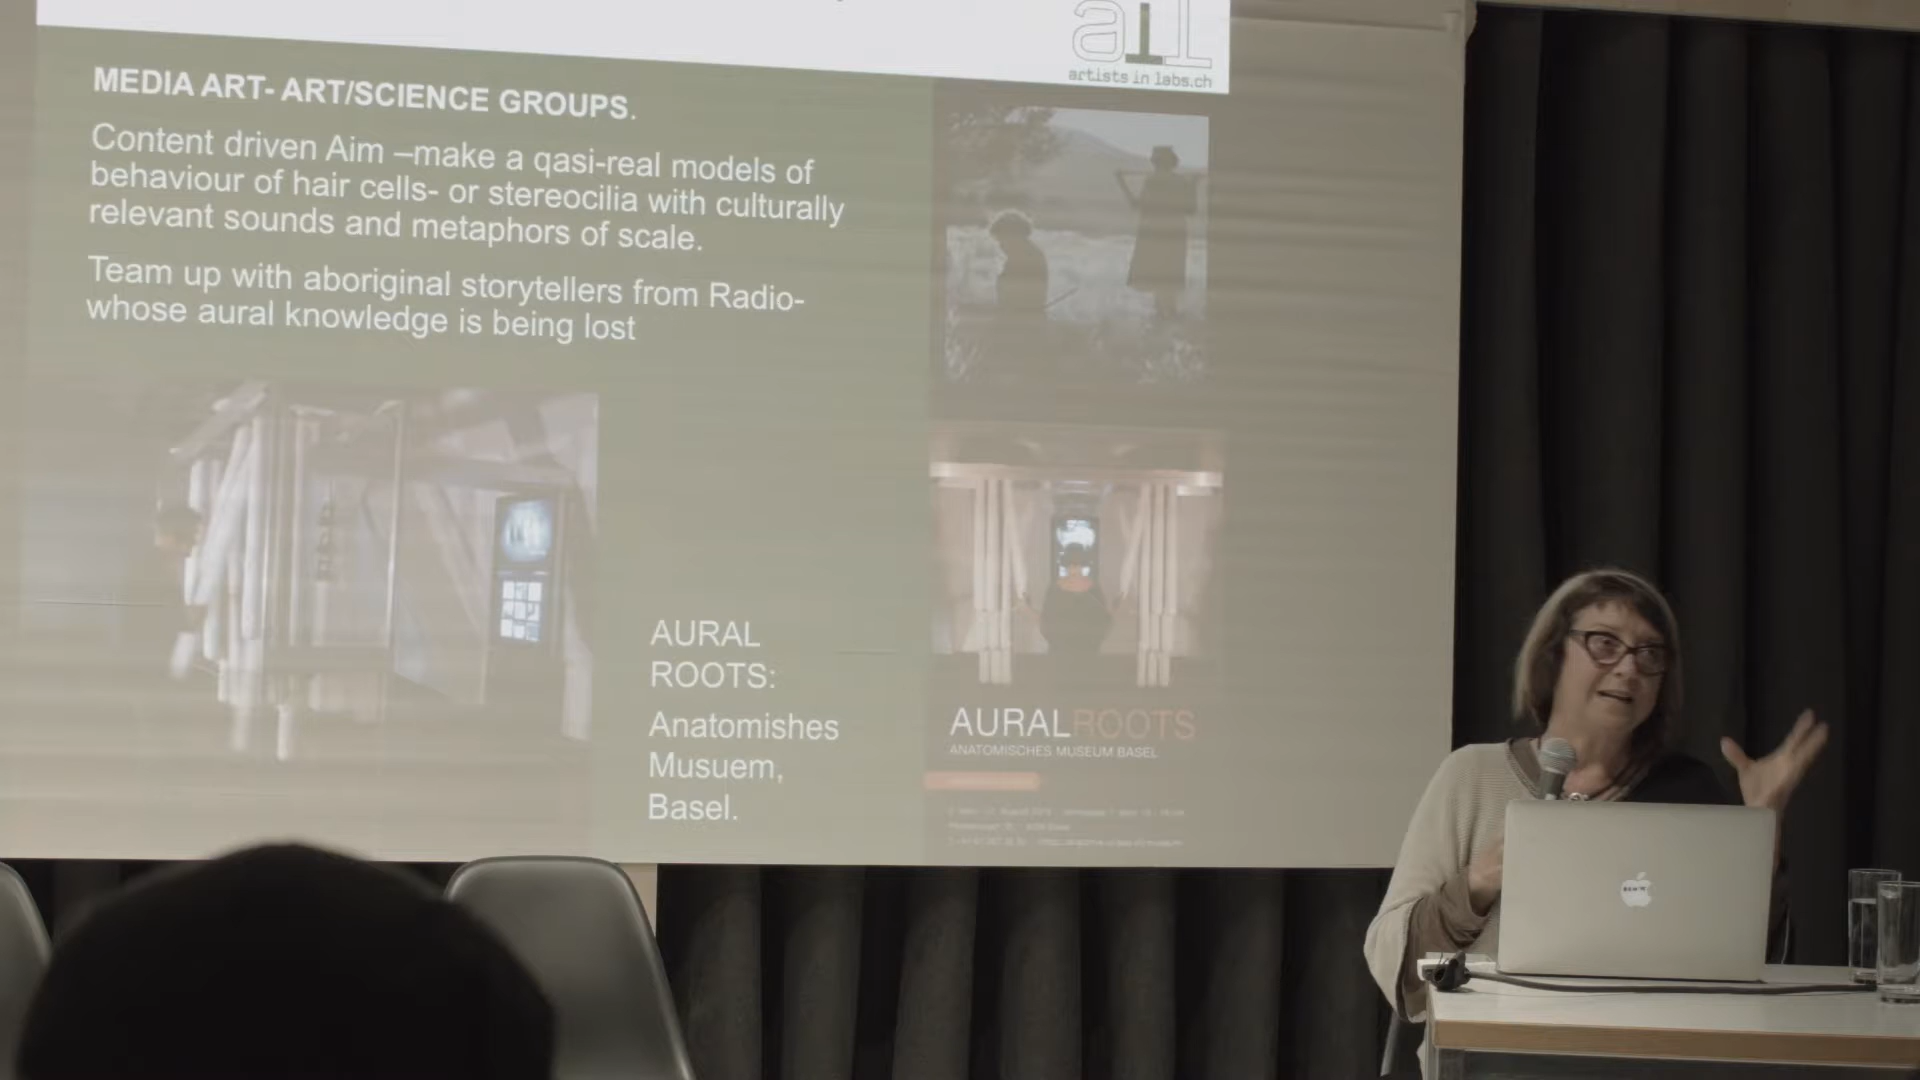 ail
artists in labs.ch
MEDIA ART- ART/SCIENCE GROUPS.
Content driven Aim –make a qasi-real models of
behaviour of hair cells- or stereocilia with culturally
relevant sounds and metaphors of scale.
Team up with aboriginal storytellers from Radio-
whose aural knowledge is being lost
AURAL
ROOTS:
Anatomishes
Musuem,
Basel.
AURALROOTS
ANATOMISCHES MUSEUM BASEL